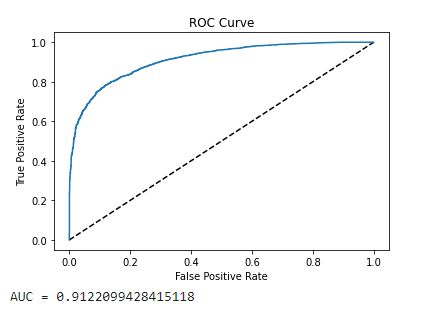 ROC Curve
True Positive Rate
1.0
0.8
0.6
0.4
0.2
0.0
0.0 0.2 0.4 0.6 0.8 1.0
False Positive Rate
AUC = 0.9122099428415118